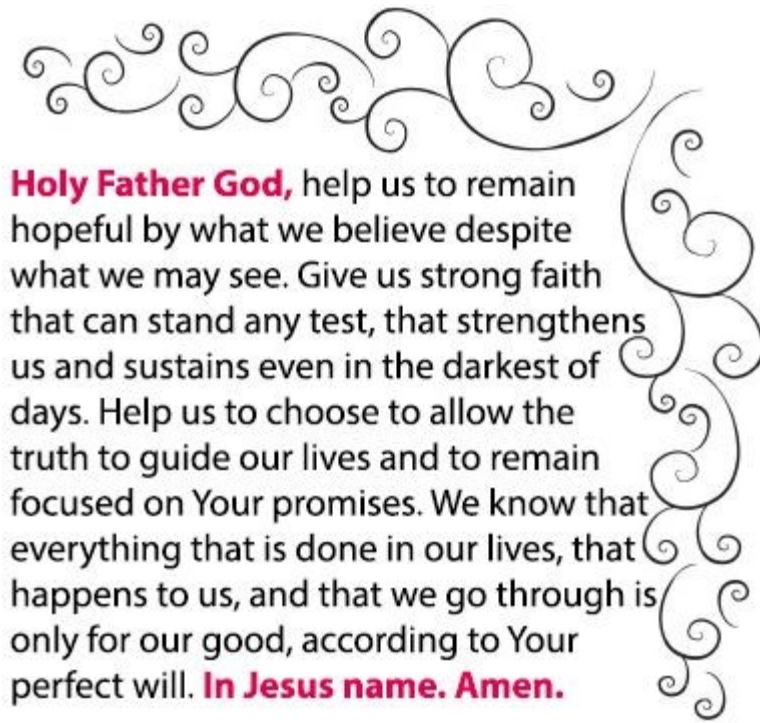 Holy Father God, help us to remain
hopeful by what we believe despite
what we may see. Give us strong faith
that can stand any test, that strengthens
us and sustains even in the darkest of
days. Help us to choose to allow the
truth to guide our lives and to remain
focused on Your promises. We know that
everything that is done in our lives, that
happens to us, and that we go through is
only for our good, according to Your
perfect will. In Jesus name. Amen.